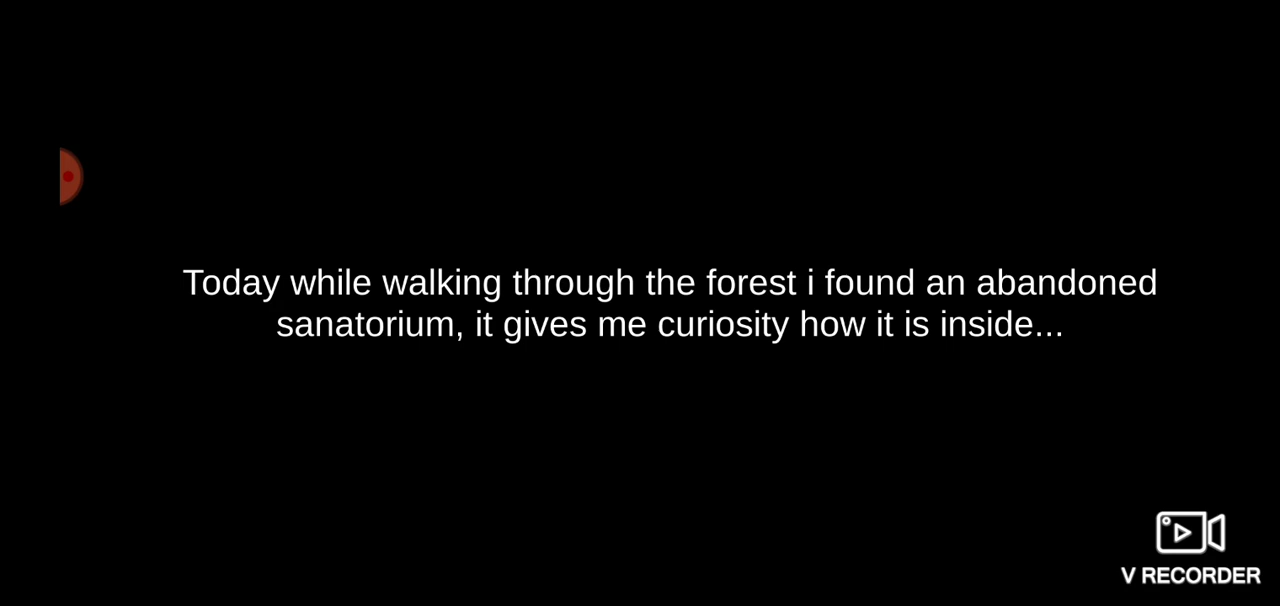 Today while walking through the forest i found an abandoned
sanatorium, it gives me curiosity how it is inside...
V RECORDER